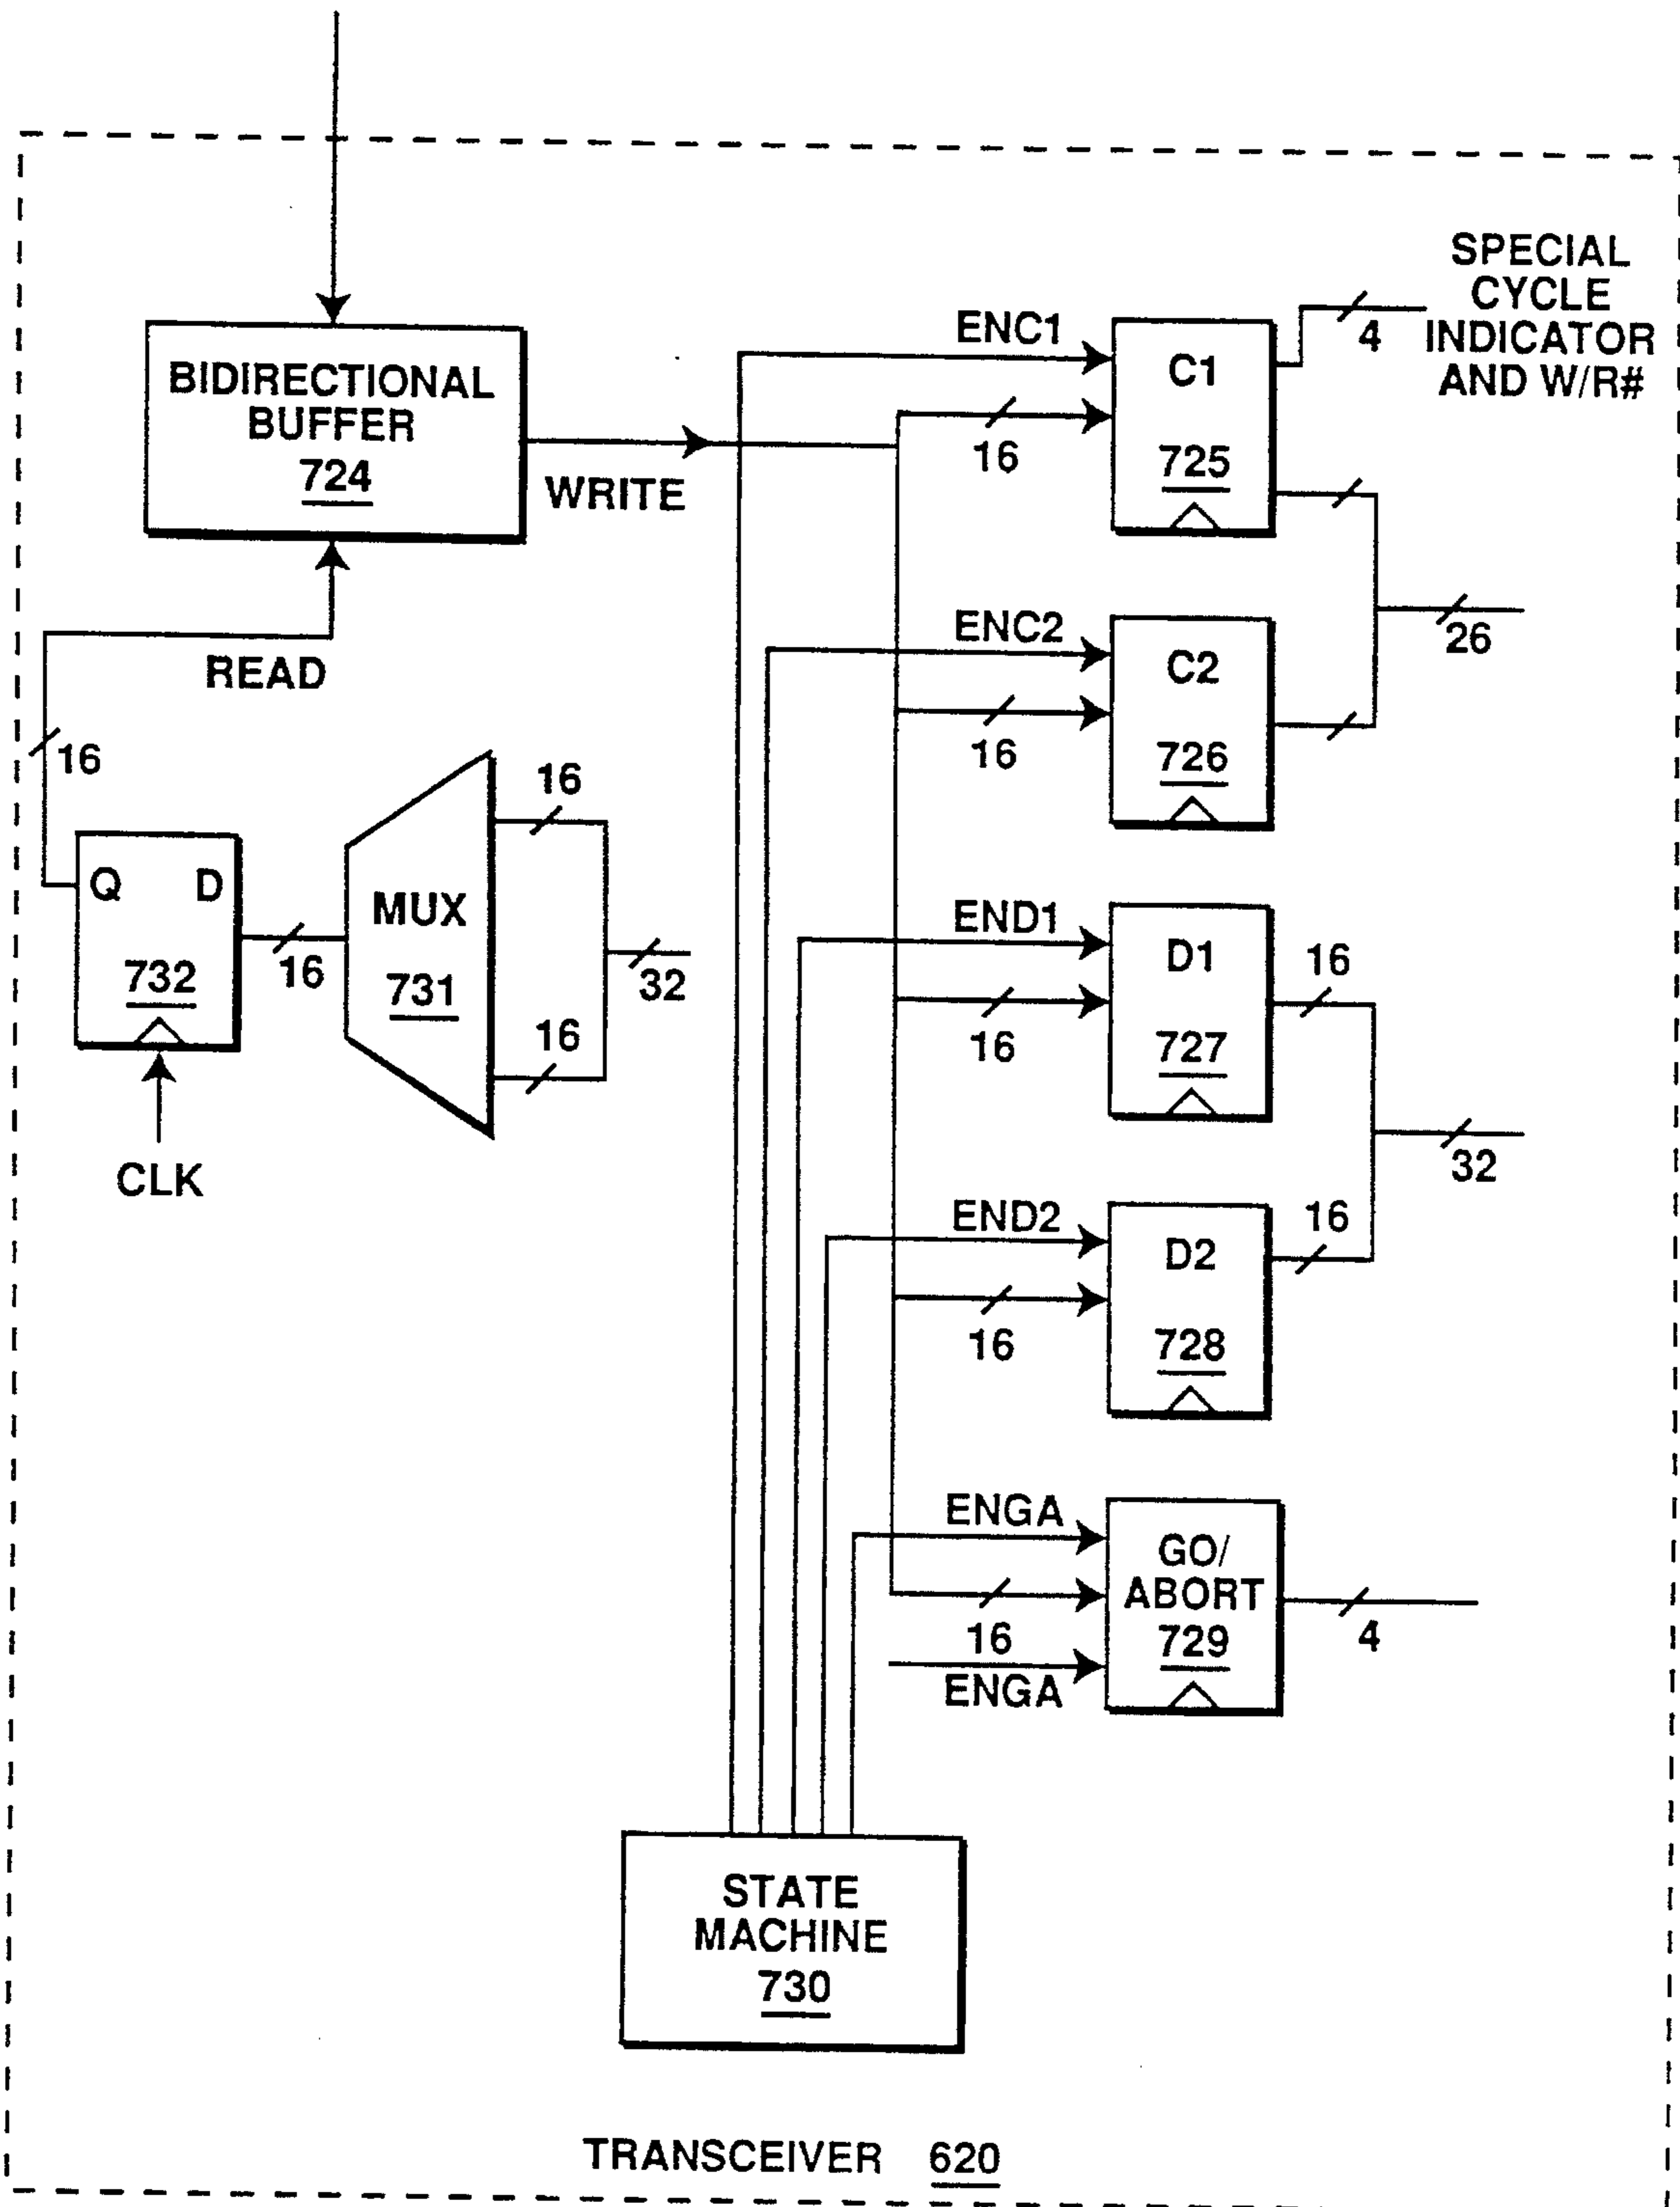 SPECIAL
CYCLE
INDICATOR
AND W/R#
4
BIDIRECTIONAL
BUFFER
724
WRITE
READ
16
ENC1
16
C1
725
26
ENC2
16
C2
726
Q D
732
CLK
16
MUX
731
16
16
32
END1
16
D1
727
16
32
END2
16
D2
728
16
ENGA
16
ENGA
GO/
ABORT
729
4
STATE
MACHINE
730
TRANSCEIVER 620